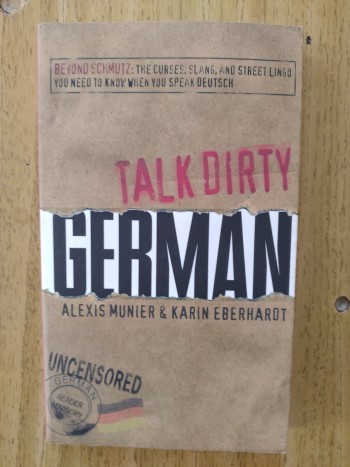 BEYOND SCHMUTZ: THE CURSES, SLANG, AND STREET LINGO
YOU NEED TO KNOW WHEN YOU SPEAK DEUTSCH
TALK DIRTY
GERMAN
ALEXIS MUNIER & KARIN EBERHARDT
UNCENSORED
GERMAN
READER
ADVISORY